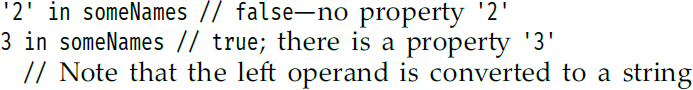 '2' in someNames // false—no property '2'
3 in someNames // true; there is a property '3'
// Note that the left operand is converted to a string